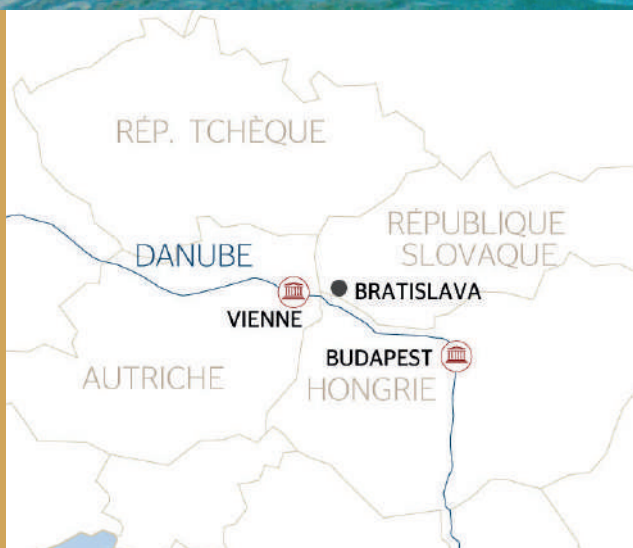 RÉP. TCHÈQUE
RÉPUBLIQUE
SLOVAQUE
DANUBE
BRATISLAVA
VIENNE
BUDAPEST
AUTRICHE
HONGRIE